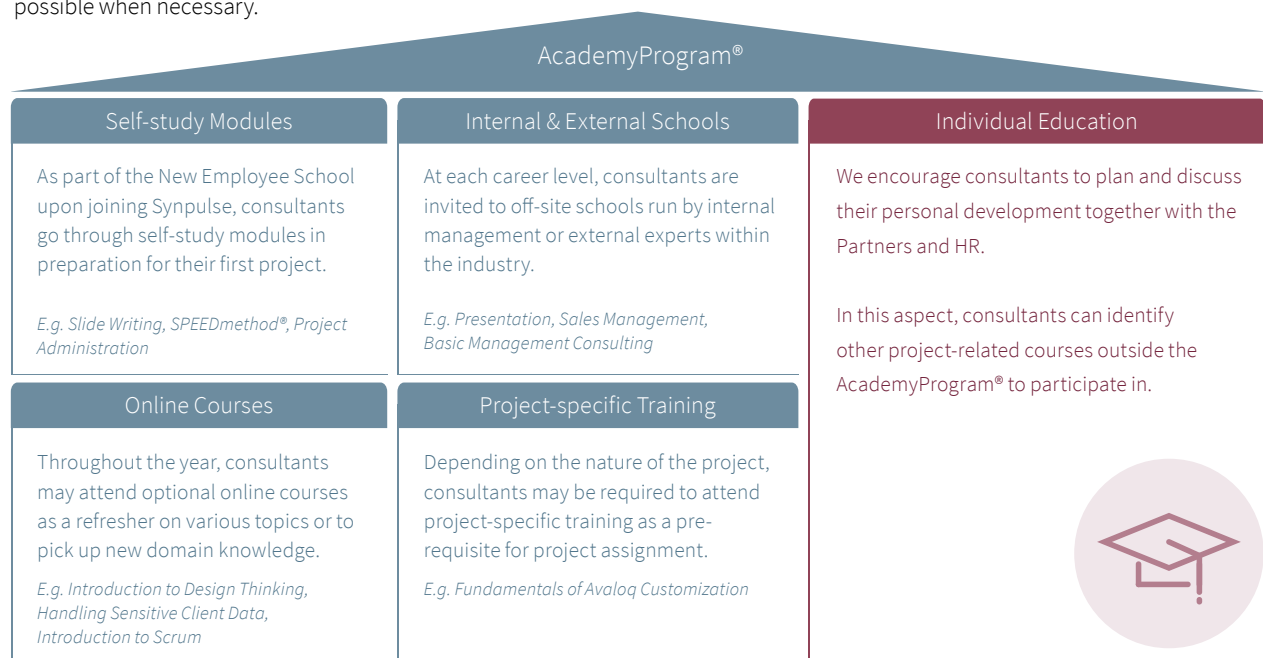 possible when necessary.
AcademyProgram®
Self-study Modules
As part of the New Employee School
upon joining Synpulse, consultants
go through self-study modules in
preparation for their first project.
E.g. Slide Writing, SPEEDmethod®, Project
Administration
Internal & External Schools
At each career level, consultants are
invited to off-site schools run by internal
management or external experts within
the industry.
E.g. Presentation, Sales Management,
Basic Management Consulting
Individual Education
We encourage consultants to plan and discuss
their personal development together with the
Partners and HR.
In this aspect, consultants can identify
other project-related courses outside the
AcademyProgram® to participate in.
Online Courses
Throughout the year, consultants
may attend optional online courses
as a refresher on various topics or to
pick up new domain knowledge.
E.g. Introduction to Design Thinking,
Handling Sensitive Client Data,
Introduction to Scrum
Project-specific Training
Depending on the nature of the project,
consultants may be required to attend
project-specific training as a pre-
requisite for project assignment.
E.g. Fundamentals of Avaloq Customization